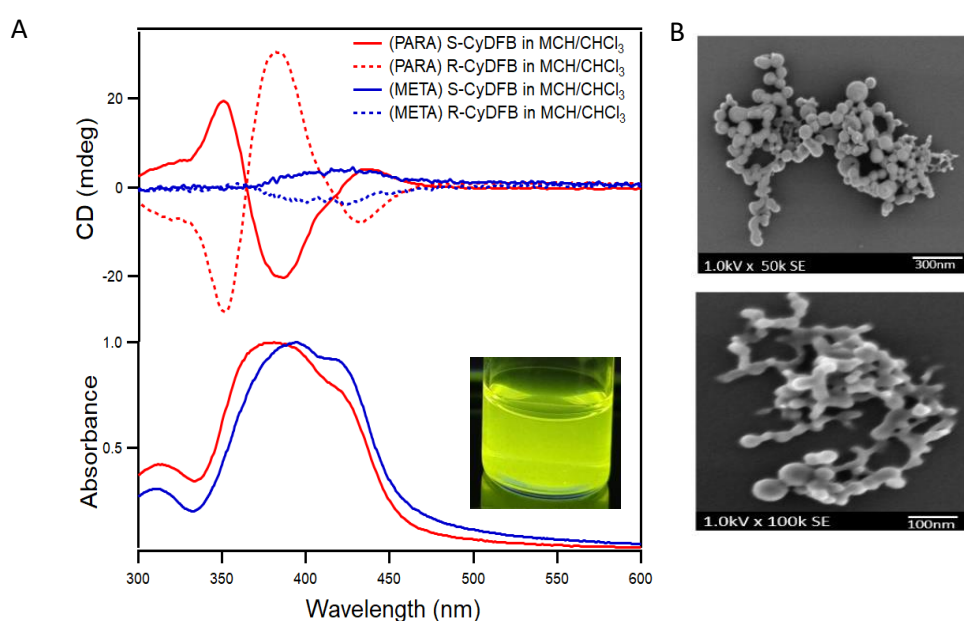 A
B
(PARA) S-CyDFB in MCH/CHCl₃
(PARA) R-CyDFB in MCH/CHCl₃
(META) S-CyDFB in MCH/CHCl₃
(META) R-CyDFB in MCH/CHCl₃
CD (mdeg)
20
0
-20
Absorbance
1.0
0.5
300
350
400
450
500
550
600
Wavelength (nm)
1.0kV x 50k SE
300nm
1.0kV x 100k SE
100nm